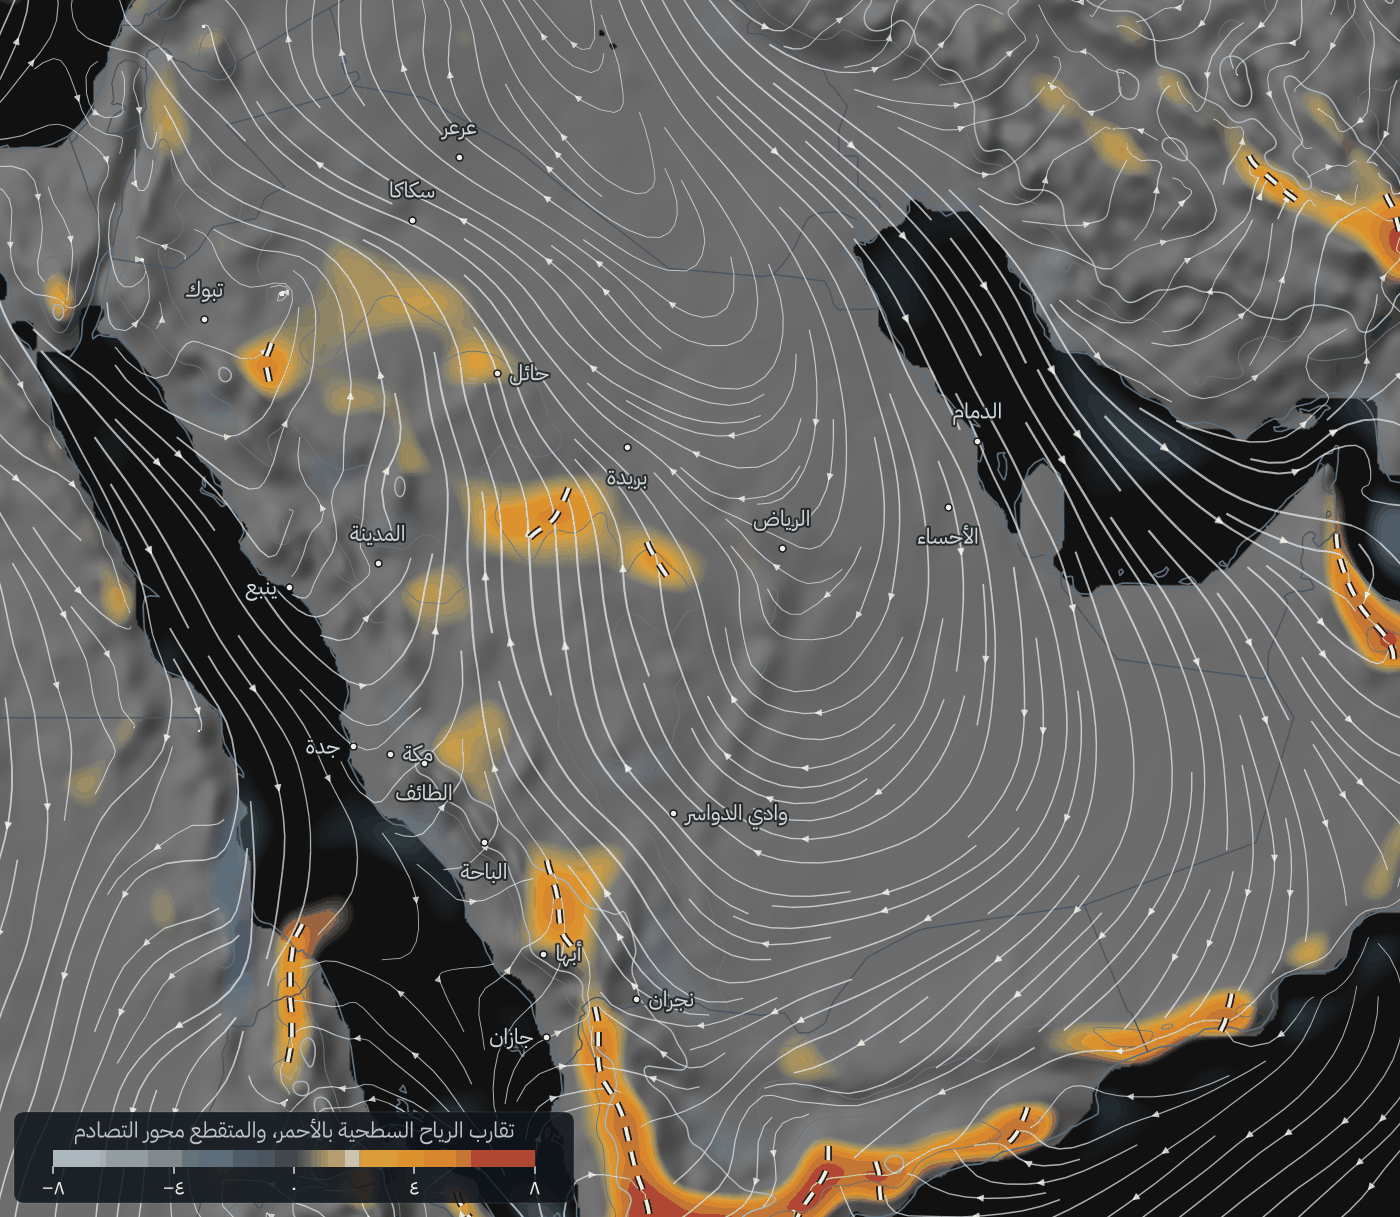 عرعر
سكاكا
تبوك
حائل
الدمام
بريدة
الرياض
الأحساء
المدينة
ينبع
جدة
مكة
الطائف
وادي الدواسر
الباحة
أبها
نجران
جازان
تقارب الرياح السطحية بالأحمر، والمتقطع محور التصادم
−٨ −٤ ٠ ٤ ٨